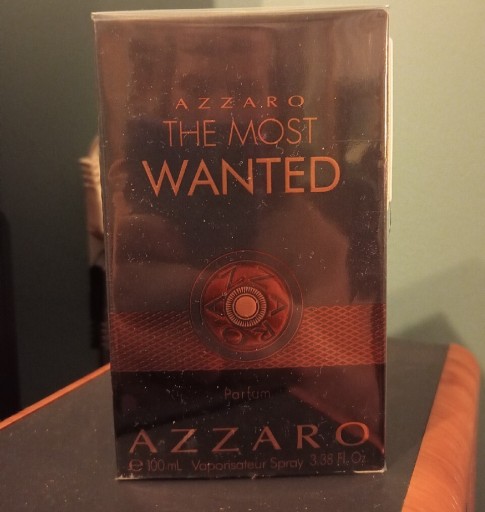 AZZARO
THE MOST
WANTED
Parfum
AZZARO
℮ 100 mL Vaporisateur Spray 3.38 Fl.Oz.